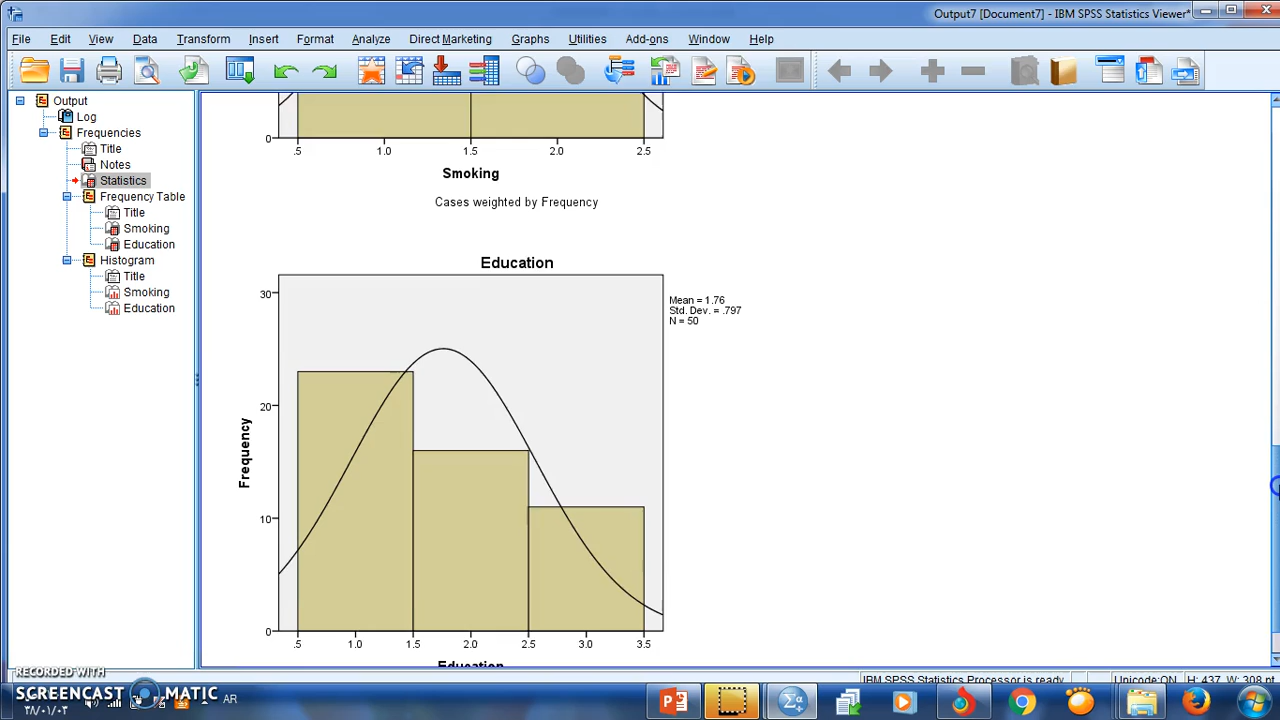 Output7 [Document7] - IBM SPSS Statistics Viewer*
File Edit View Data Transform Insert Format Analyze Direct Marketing Graphs Utilities Add-ons Window Help
Output
Log
Frequencies
Title
Notes
Statistics
Frequency Table
Title
Smoking
Education
Histogram
Title
Smoking
Education
0
.5 1.0 1.5 2.0 2.5
Smoking
Cases weighted by Frequency
Education
Mean = 1.76
Std. Dev. = .797
N = 50
30
20
10
0
Frequency
.5 1.0 1.5 2.0 2.5 3.0 3.5
Education
IBM SPSS Statistics Processor is ready Unicode:ON H: 437, W: 308 pt.
RECORDED WITH
SCREENCAST MATIC
AR